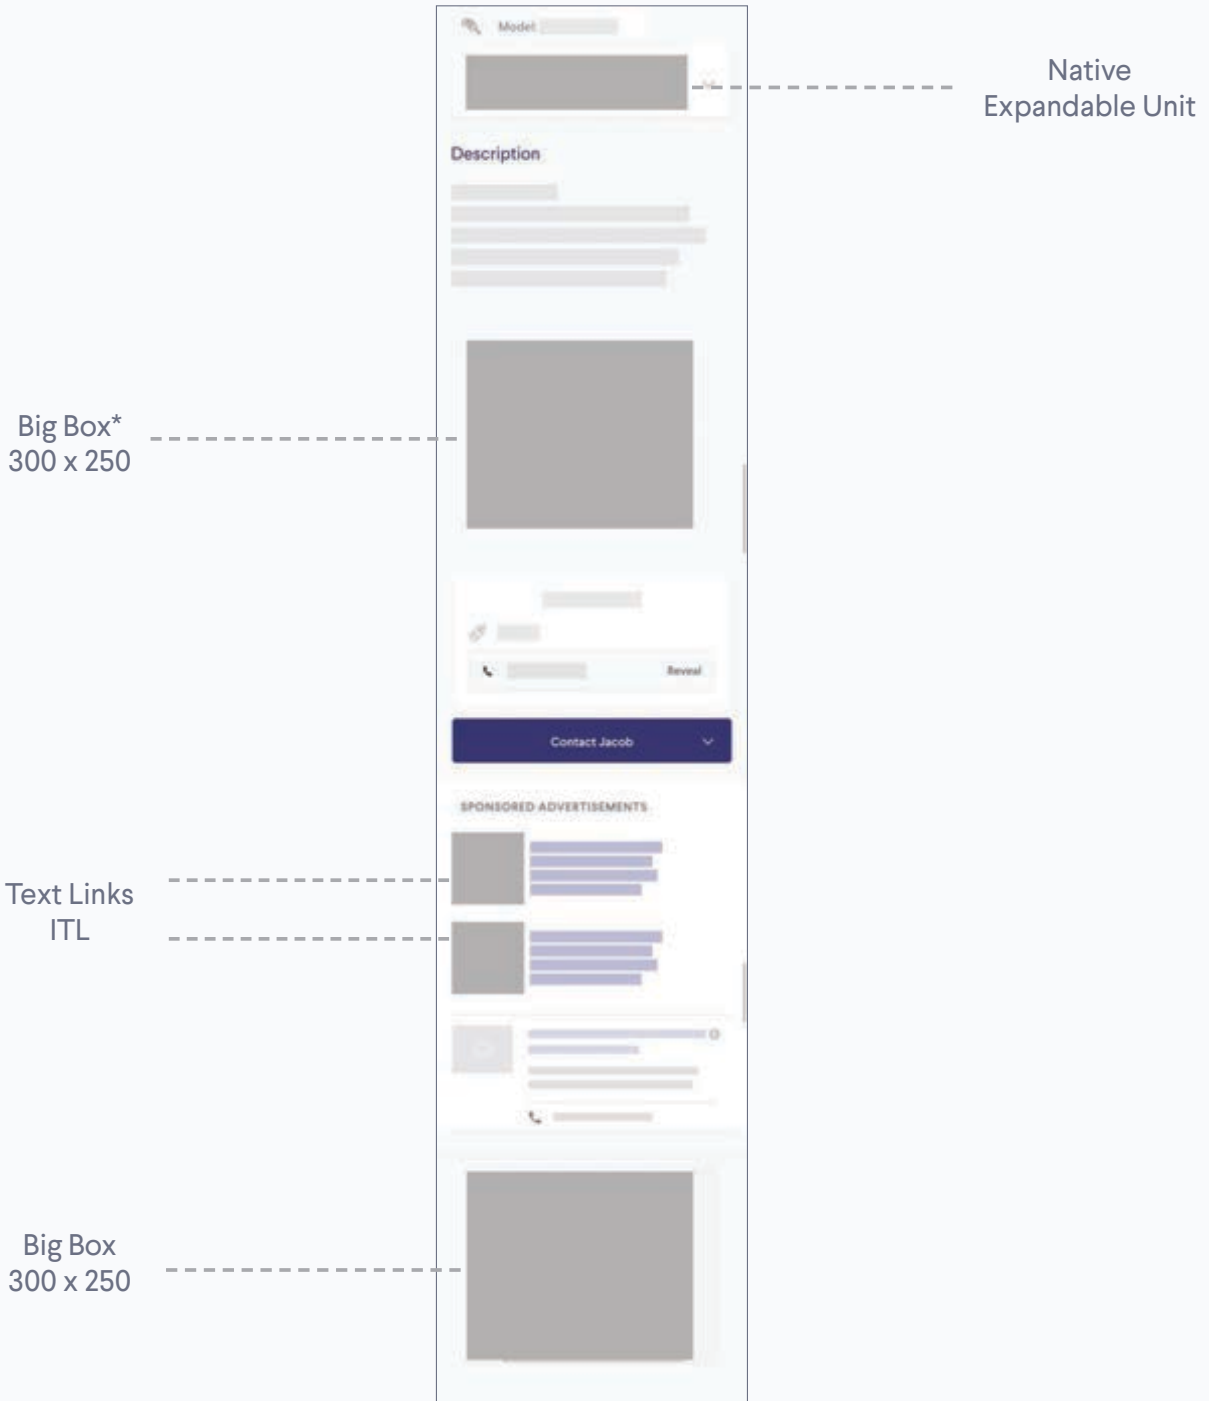 Model:
Native
Expandable Unit
Description
Big Box*
300 x 250
Reveal
Contact Jacob
SPONSORED ADVERTISEMENTS
Text Links
ITL
Big Box
300 x 250